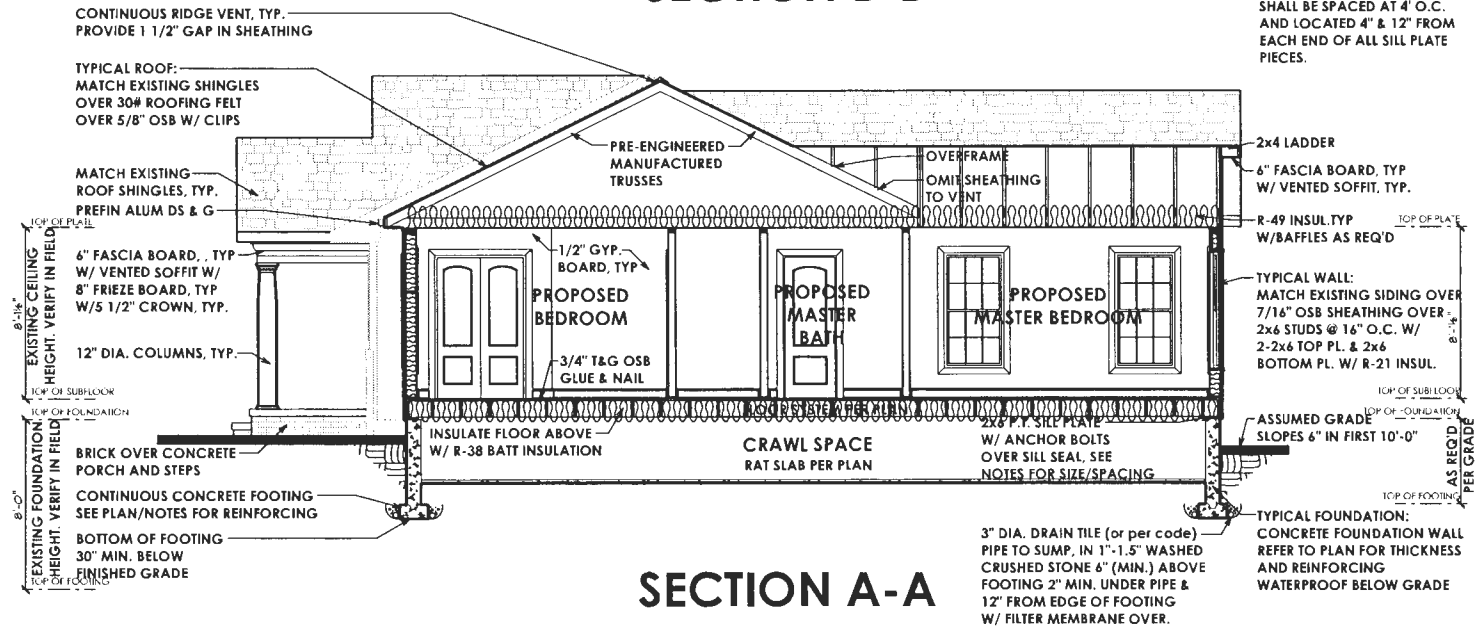 SHALL BE SPACED AT 4' O.C.
AND LOCATED 4" & 12" FROM
EACH END OF ALL SILL PLATE
PIECES.
CONTINUOUS RIDGE VENT, TYP.
PROVIDE 1 1/2" GAP IN SHEATHING
TYPICAL ROOF:
MATCH EXISTING SHINGLES
OVER 30# ROOFING FELT
OVER 5/8" OSB W/ CLIPS
MATCH EXISTING
ROOF SHINGLES, TYP.
PREFIN ALUM DS & G
TOP OF PLATE
6" FASCIA BOARD, , TYP
W/ VENTED SOFFIT W/
8" FRIEZE BOARD, TYP
W/5 1/2" CROWN, TYP.
EXISTING CEILING
HEIGHT. VERIFY IN FIELD
12" DIA. COLUMNS, TYP.
TOP OF SUBFLOOR
TOP OF FOUNDATION
BRICK OVER CONCRETE
PORCH AND STEPS
CONTINUOUS CONCRETE FOOTING
SEE PLAN/NOTES FOR REINFORCING
BOTTOM OF FOOTING
30" MIN. BELOW
FINISHED GRADE
8'-0"
EXISTING FOUNDATION.
HEIGHT. VERIFY IN FIELD
TOP OF FOOTING
PRE-ENGINEERED
MANUFACTURED
TRUSSES
OVERFRAME
OMIT SHEATHING
TO VENT
1/2" GYP.
BOARD, TYP
PROPOSED
BEDROOM
PROPOSED
MASTER
BATH
PROPOSED
MASTER BEDROOM
3/4" T&G OSB
GLUE & NAIL
FLOOR SYSTEM PER PLAN
INSULATE FLOOR ABOVE
W/ R-38 BATT INSULATION
CRAWL SPACE
RAT SLAB PER PLAN
2x6 P.T. SILL PLATE
W/ ANCHOR BOLTS
OVER SILL SEAL, SEE
NOTES FOR SIZE/SPACING
2x4 LADDER
6" FASCIA BOARD, TYP
W/ VENTED SOFFIT, TYP.
R-49 INSUL.TYP
W/BAFFLES AS REQ'D
TOP OF PLATE
TYPICAL WALL:
MATCH EXISTING SIDING OVER
7/16" OSB SHEATHING OVER
2x6 STUDS @ 16" O.C. W/
2-2x6 TOP PL. & 2x6
BOTTOM PL. W/ R-21 INSUL.
TOP OF SUBFLOOR
TOP OF FOUNDATION
ASSUMED GRADE
SLOPES 6" IN FIRST 10'-0"
AS REQ'D
PER GRADE
TOP OF FOOTING
TYPICAL FOUNDATION:
CONCRETE FOUNDATION WALL
REFER TO PLAN FOR THICKNESS
AND REINFORCING
WATERPROOF BELOW GRADE
3" DIA. DRAIN TILE (or per code)
PIPE TO SUMP, IN 1"-1.5" WASHED
CRUSHED STONE 6" (MIN.) ABOVE
FOOTING 2" MIN. UNDER PIPE &
12" FROM EDGE OF FOOTING
W/ FILTER MEMBRANE OVER.
SECTION A-A